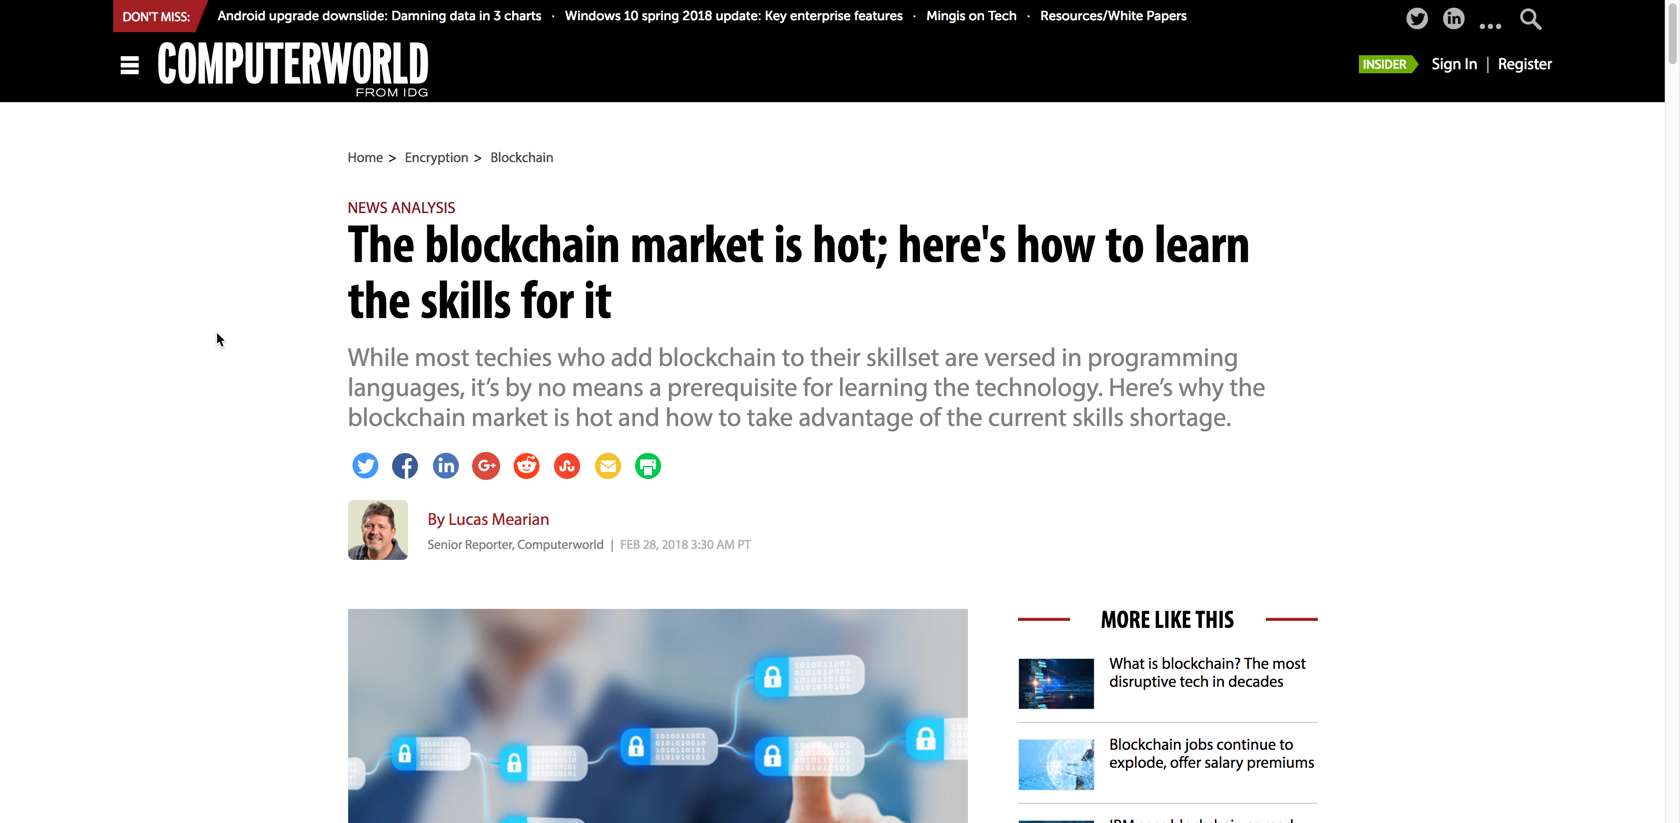 DON'T MISS:
Android upgrade downslide: Damning data in 3 charts · Windows 10 spring 2018 update: Key enterprise features · Mingis on Tech · Resources/White Papers
COMPUTERWORLD
FROM IDG
INSIDER Sign In | Register
Home > Encryption > Blockchain
NEWS ANALYSIS
The blockchain market is hot; here's how to learn
the skills for it
While most techies who add blockchain to their skillset are versed in programming
languages, it’s by no means a prerequisite for learning the technology. Here’s why the
blockchain market is hot and how to take advantage of the current skills shortage.
By Lucas Mearian
Senior Reporter, Computerworld | FEB 28, 2018 3:30 AM PT
MORE LIKE THIS
What is blockchain? The most
disruptive tech in decades
Blockchain jobs continue to
explode, offer salary premiums